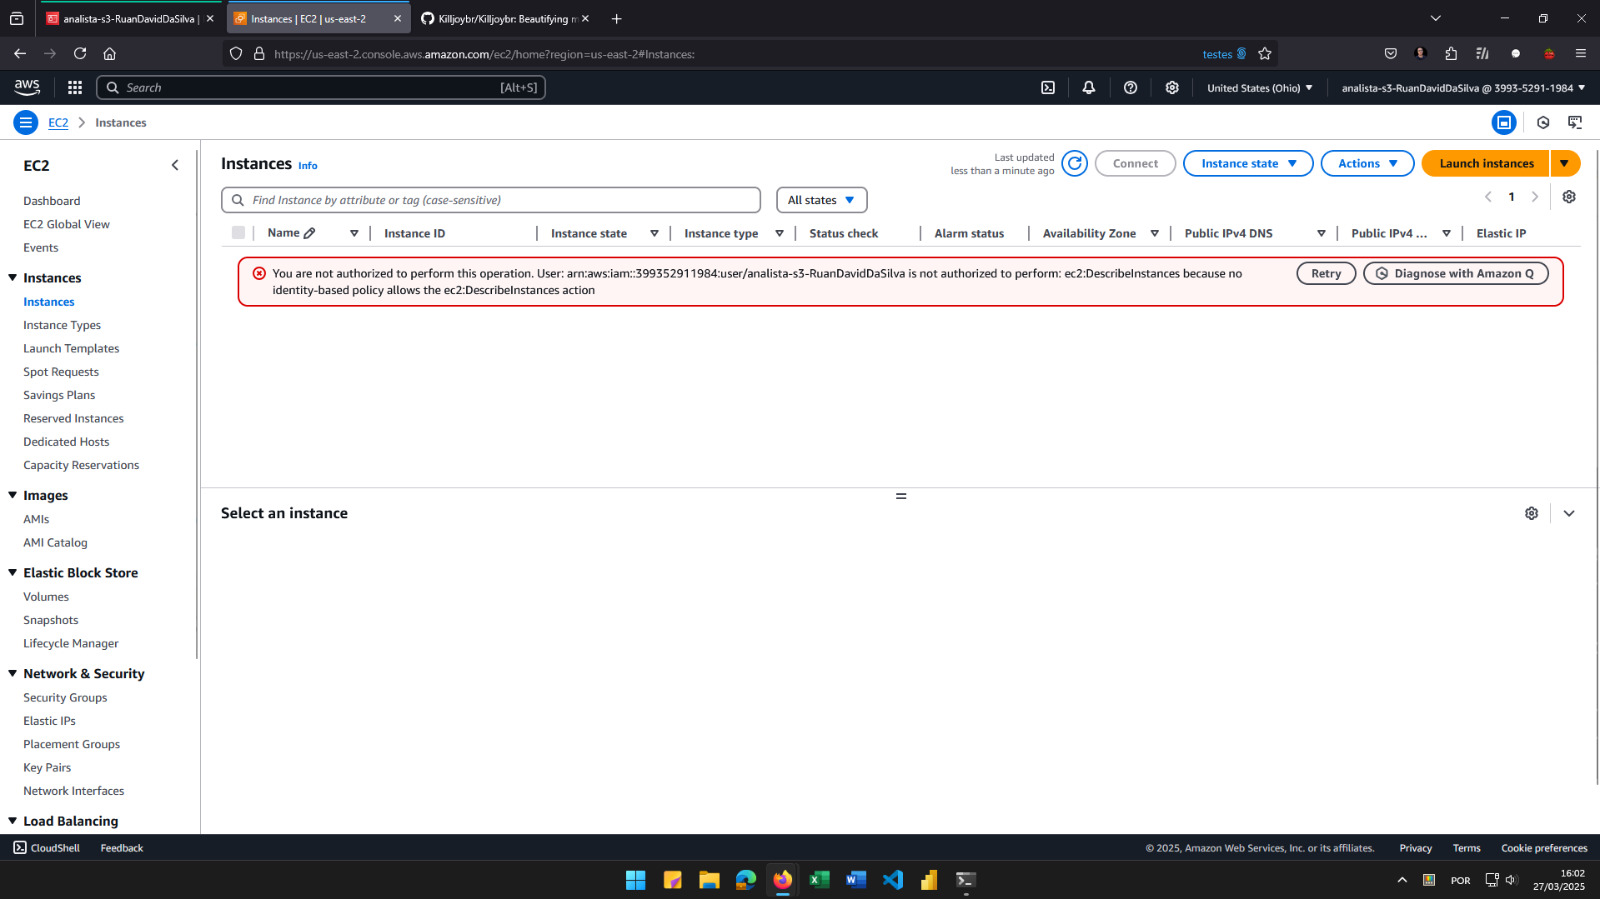 analista-s3-RuanDavidDaSilva |
Instances | EC2 | us-east-2
Killjoybr/Killjoybr: Beautifying m
https://us-east-2.console.aws.amazon.com/ec2/home?region=us-east-2#Instances:
testes
aws
Search
[Alt+S]
United States (Ohio)
analista-s3-RuanDavidDaSilva @ 3993-5291-1984
EC2
Instances
EC2
Dashboard
EC2 Global View
Events
Instances
Instances
Instance Types
Launch Templates
Spot Requests
Savings Plans
Reserved Instances
Dedicated Hosts
Capacity Reservations
Images
AMIs
AMI Catalog
Elastic Block Store
Volumes
Snapshots
Lifecycle Manager
Network & Security
Security Groups
Elastic IPs
Placement Groups
Key Pairs
Network Interfaces
Load Balancing
Instances Info
Last updated
less than a minute ago
Connect
Instance state
Actions
Launch instances
Find Instance by attribute or tag (case-sensitive)
All states
1
Name
Instance ID
Instance state
Instance type
Status check
Alarm status
Availability Zone
Public IPv4 DNS
Public IPv4 ...
Elastic IP
You are not authorized to perform this operation. User: arn:aws:iam::399352911984:user/analista-s3-RuanDavidDaSilva is not authorized to perform: ec2:DescribeInstances because no
identity-based policy allows the ec2:DescribeInstances action
Retry
Diagnose with Amazon Q
Select an instance
CloudShell
Feedback
© 2025, Amazon Web Services, Inc. or its affiliates.
Privacy
Terms
Cookie preferences
POR
16:02
27/03/2025